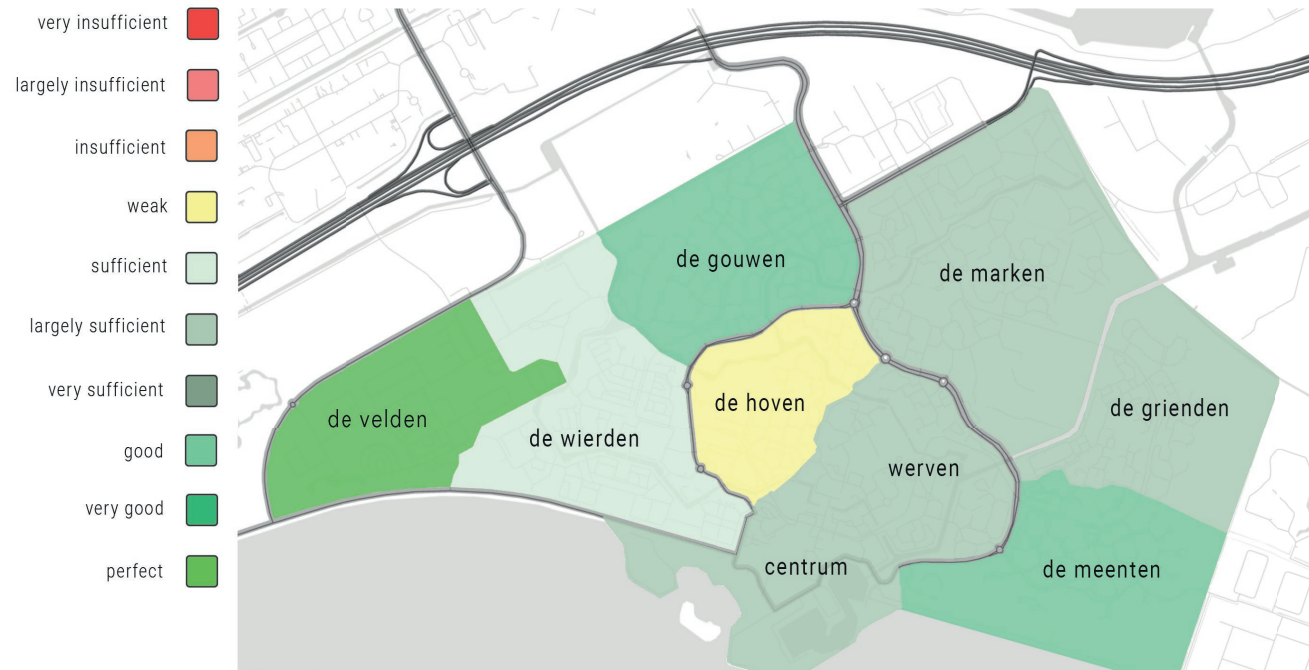 very insufficient
largely insufficient
insufficient
weak
sufficient
largely sufficient
very sufficient
good
very good
perfect
de gouwen
de marken
de hoven
de grienden
de velden
de wierden
werven
centrum
de meenten